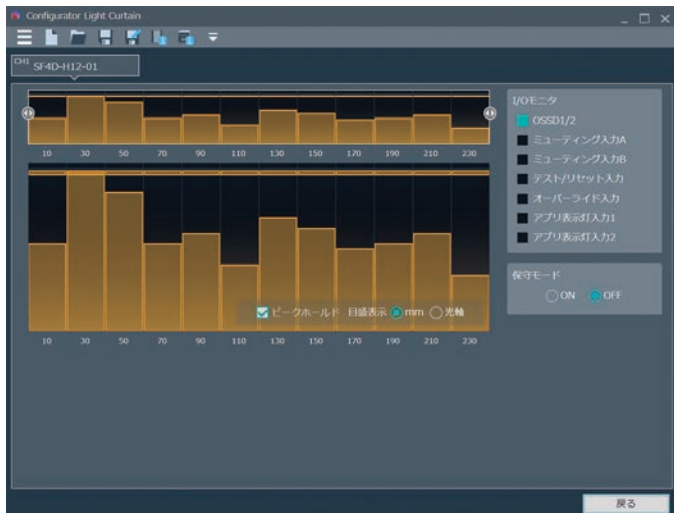 Configurator Light Curtain
CH1 SF4D-H12-01
10 30 50 70 90 110 130 150 170 190 210 230
ピークホールド 目盛表示 mm 光軸
10 30 50 70 90 110 130 150 170 190 210 230
I/Oモニタ
OSSD1/2
ミューティング入力A
ミューティング入力B
テスト/リセット入力
オーバーライド入力
アプリ表示灯入力1
アプリ表示灯入力2
保守モード
ON OFF
戻る